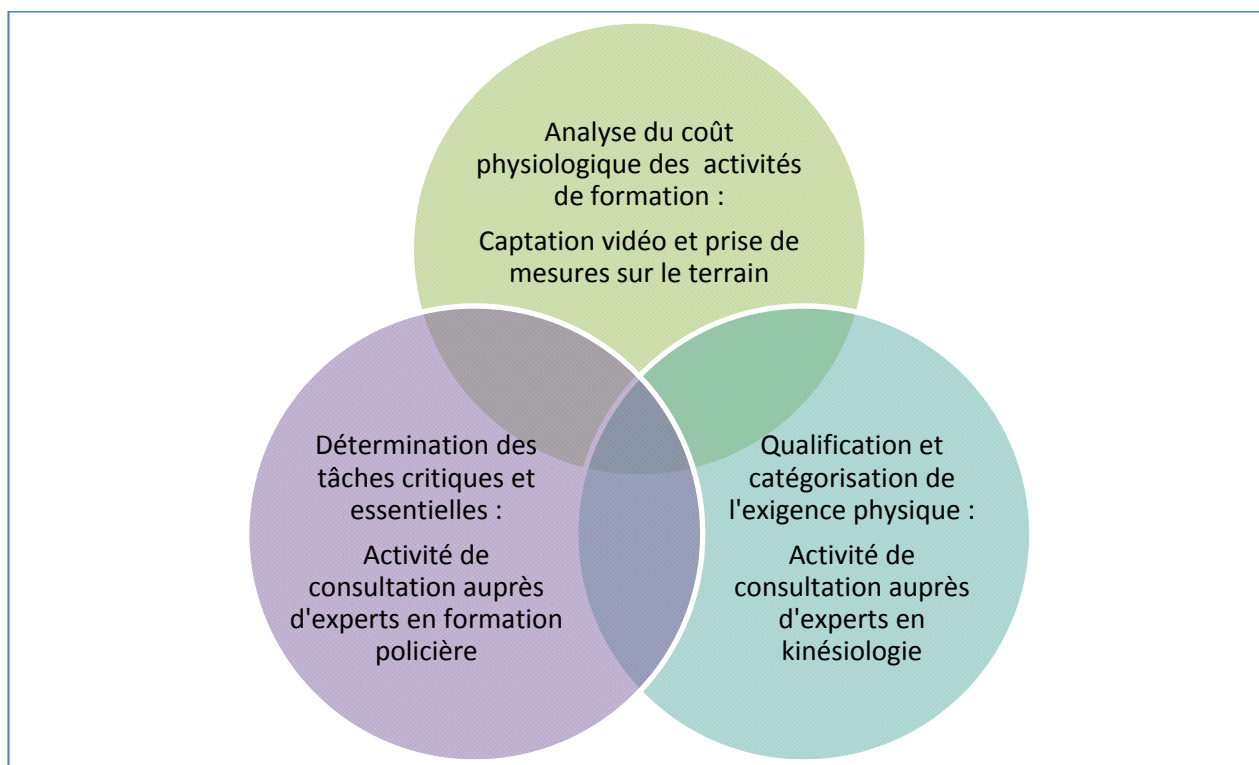 Analyse du coût
physiologique des activités
de formation :
Captation vidéo et prise de
mesures sur le terrain
Détermination des
tâches critiques et
essentielles :
Activité de
consultation auprès
d'experts en formation
policière
Qualification et
catégorisation de
l'exigence physique :
Activité de
consultation auprès
d'experts en
kinésiologie